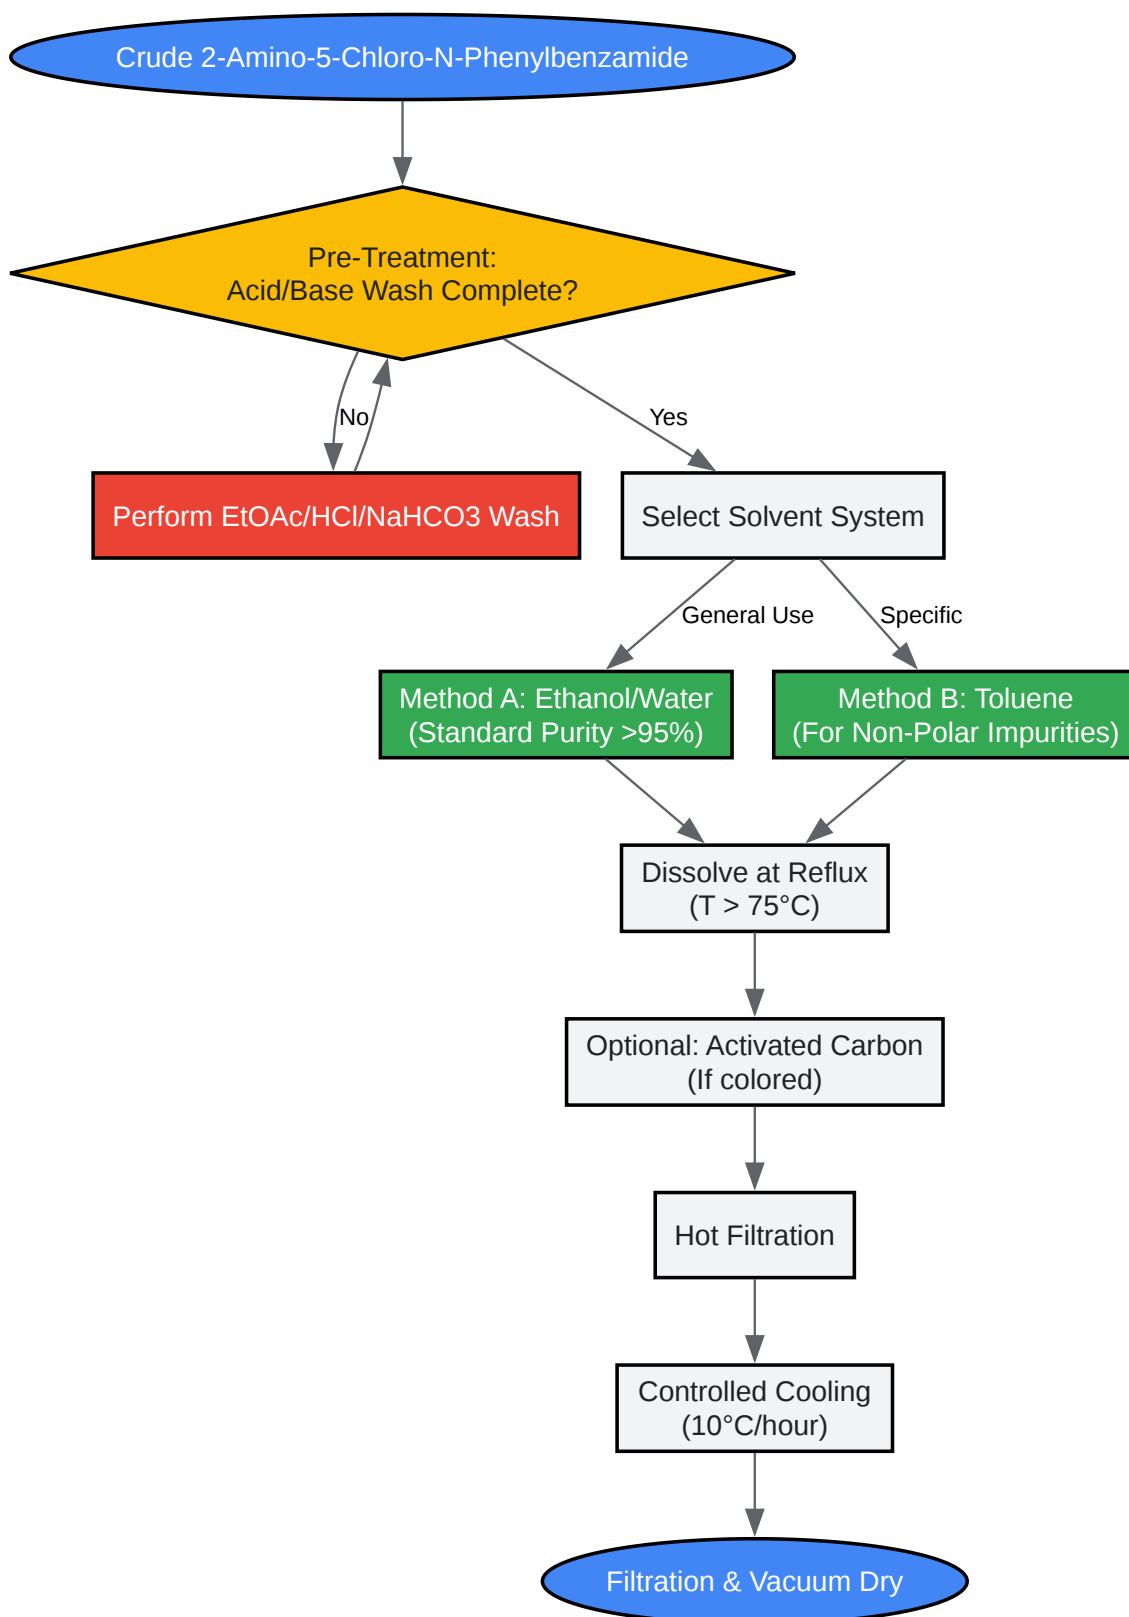 Crude 2-Amino-5-Chloro-N-Phenylbenzamide
Pre-Treatment:
Acid/Base Wash Complete?
No
Yes
Perform EtOAc/HCl/NaHCO3 Wash
Select Solvent System
General Use
Specific
Method A: Ethanol/Water
(Standard Purity >95%)
Method B: Toluene
(For Non-Polar Impurities)
Dissolve at Reflux
(T > 75°C)
Optional: Activated Carbon
(If colored)
Hot Filtration
Controlled Cooling
(10°C/hour)
Filtration & Vacuum Dry